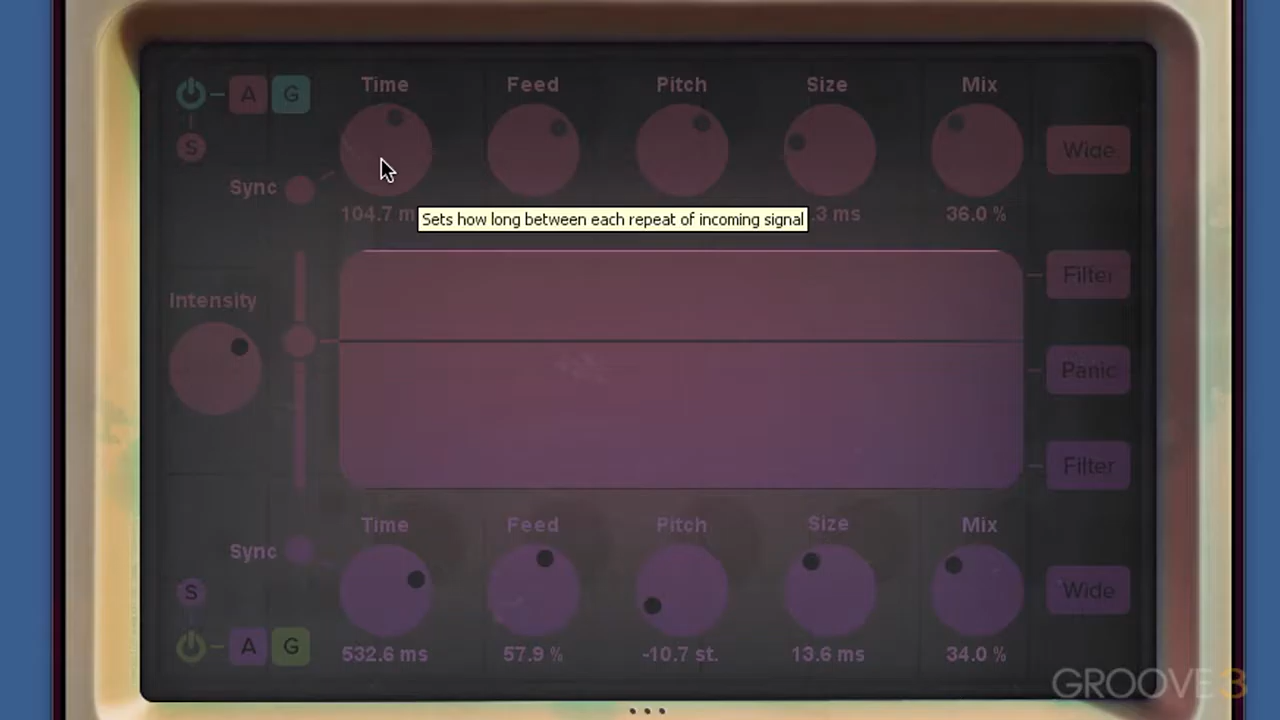 A G Time Feed Pitch Size Mix
S
Wide
Sync
104.7 m .3 ms 36.0 %
Sets how long between each repeat of incoming signal
Filter
Intensity
Panic
Filter
Time Feed Pitch Size Mix
Sync
S
Wide
A G 532.6 ms 57.9 % -10.7 st. 13.6 ms 34.0 %
GROOVE3